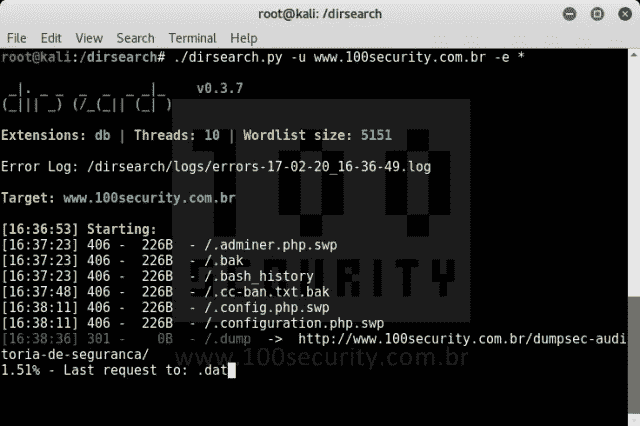 root@kali: /dirsearch
File Edit View Search Terminal Help
root@kali:/dirsearch# ./dirsearch.py -u www.100security.com.br -e *
 _|. _ _  _  _  _ _|_    v0.3.7
(_||| _) (/_(_|| (_| )
Extensions: db | Threads: 10 | Wordlist size: 5151
Error Log: /dirsearch/logs/errors-17-02-20_16-36-49.log
Target: www.100security.com.br
[16:36:53] Starting:
[16:37:23] 406 -  226B  - /.adminer.php.swp
[16:37:23] 406 -  226B  - /.bak
[16:37:23] 406 -  226B  - /.bash_history
[16:37:48] 406 -  226B  - /.cc-ban.txt.bak
[16:38:11] 406 -  226B  - /.config.php.swp
[16:38:11] 406 -  226B  - /.configuration.php.swp
[16:38:36] 301 -    0B  - /.dump  ->  http://www.100security.com.br/dumpsec-audi
toria-de-seguranca/
1.51% - Last request to: .dat
100
SECURITY
www.100security.com.br